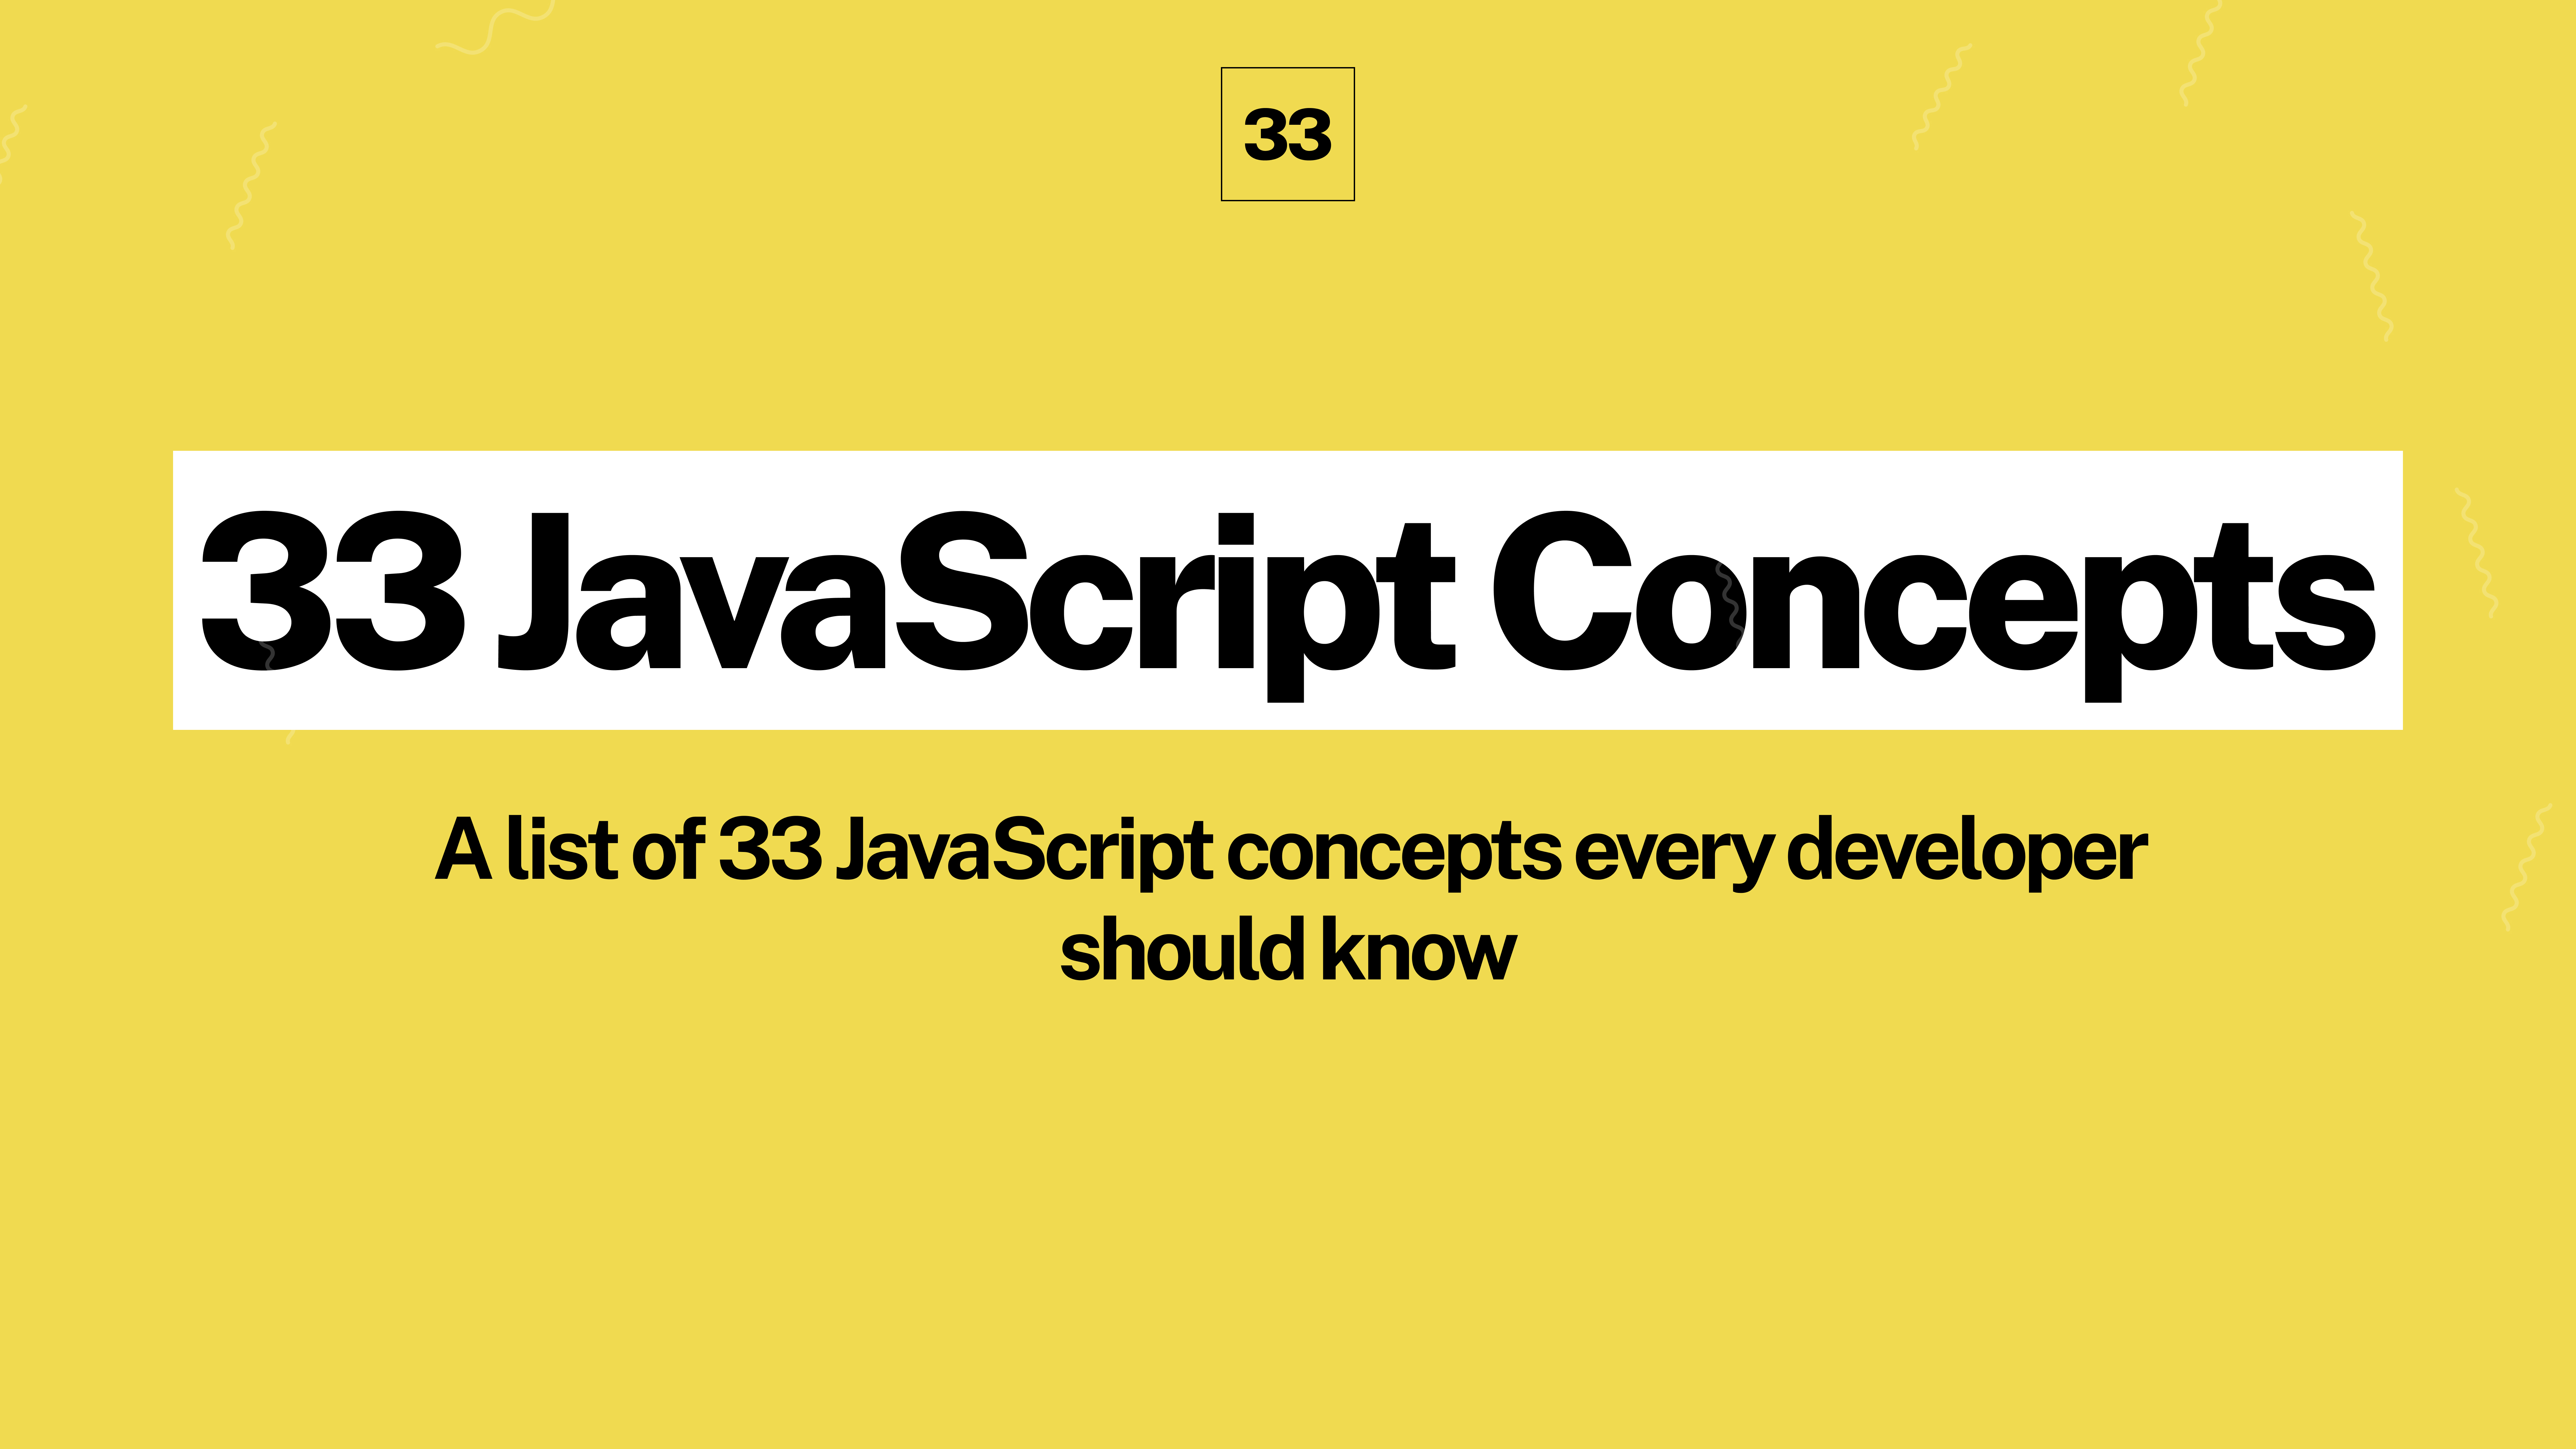 33
33 JavaScript Concepts
A list of 33 JavaScript concepts every developer
should know